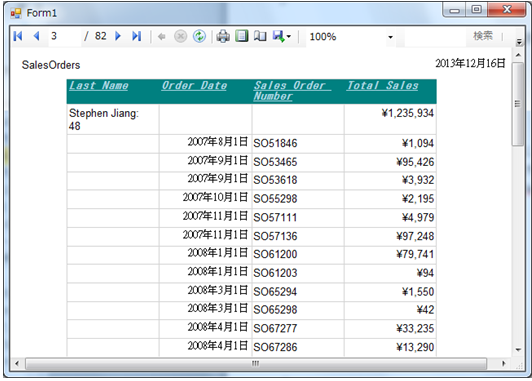 Form1
3 / 82 100% 検索
2013年12月16日
SalesOrders
Last Name Order Date Sales Order Total Sales
Number
Stephen Jiang: ¥1,235,934
48
2007年8月1日 SO51846 ¥1,094
2007年9月1日 SO53465 ¥95,426
2007年9月1日 SO53618 ¥3,932
2007年10月1日 SO55298 ¥2,195
2007年11月1日 SO57111 ¥4,979
2007年11月1日 SO57136 ¥97,248
2008年1月1日 SO61200 ¥79,741
2008年1月1日 SO61203 ¥94
2008年3月1日 SO65294 ¥1,550
2008年3月1日 SO65298 ¥42
2008年4月1日 SO67277 ¥33,235
2008年4月1日 SO67286 ¥13,290